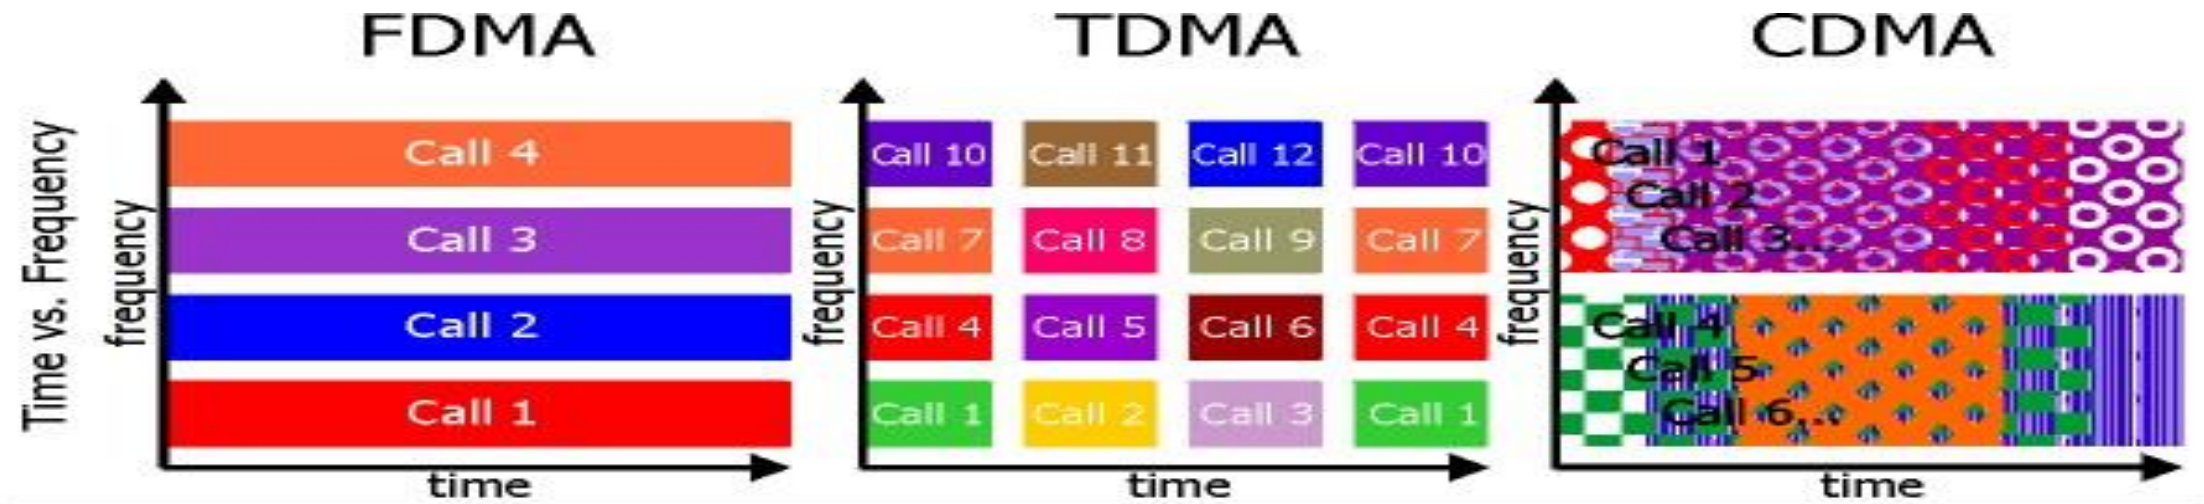 FDMA
TDMA
CDMA
Time vs. Frequency
frequency
Call 4
Call 3
Call 2
Call 1
time
frequency
Call 10 Call 11 Call 12 Call 10
Call 7 Call 8 Call 9 Call 7
Call 4 Call 5 Call 6 Call 4
Call 1 Call 2 Call 3 Call 1
time
frequency
Call 1
Call 2
Call 3...
Call 4
Call 5
Call 6...
time